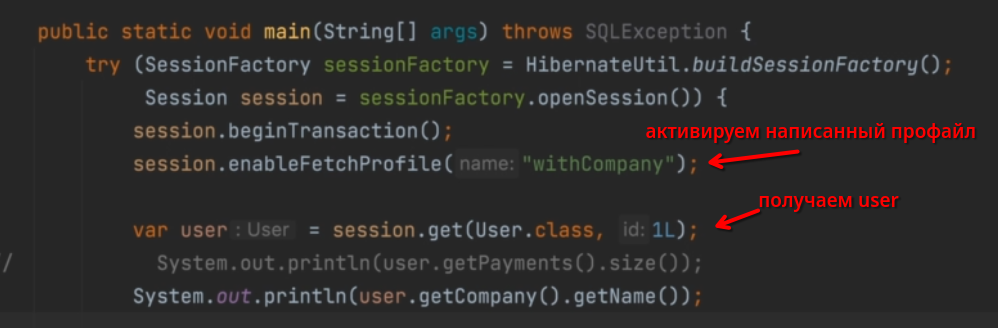 public static void main(String[] args) throws SQLException {
try (SessionFactory sessionFactory = HibernateUtil.buildSessionFactory();
Session session = sessionFactory.openSession()) {
session.beginTransaction();
активируем написанный профайл
session.enableFetchProfile( name: "withCompany");
получаем user
var user : User = session.get(User.class, id: 1L);
// System.out.println(user.getPayments().size());
System.out.println(user.getCompany().getName());